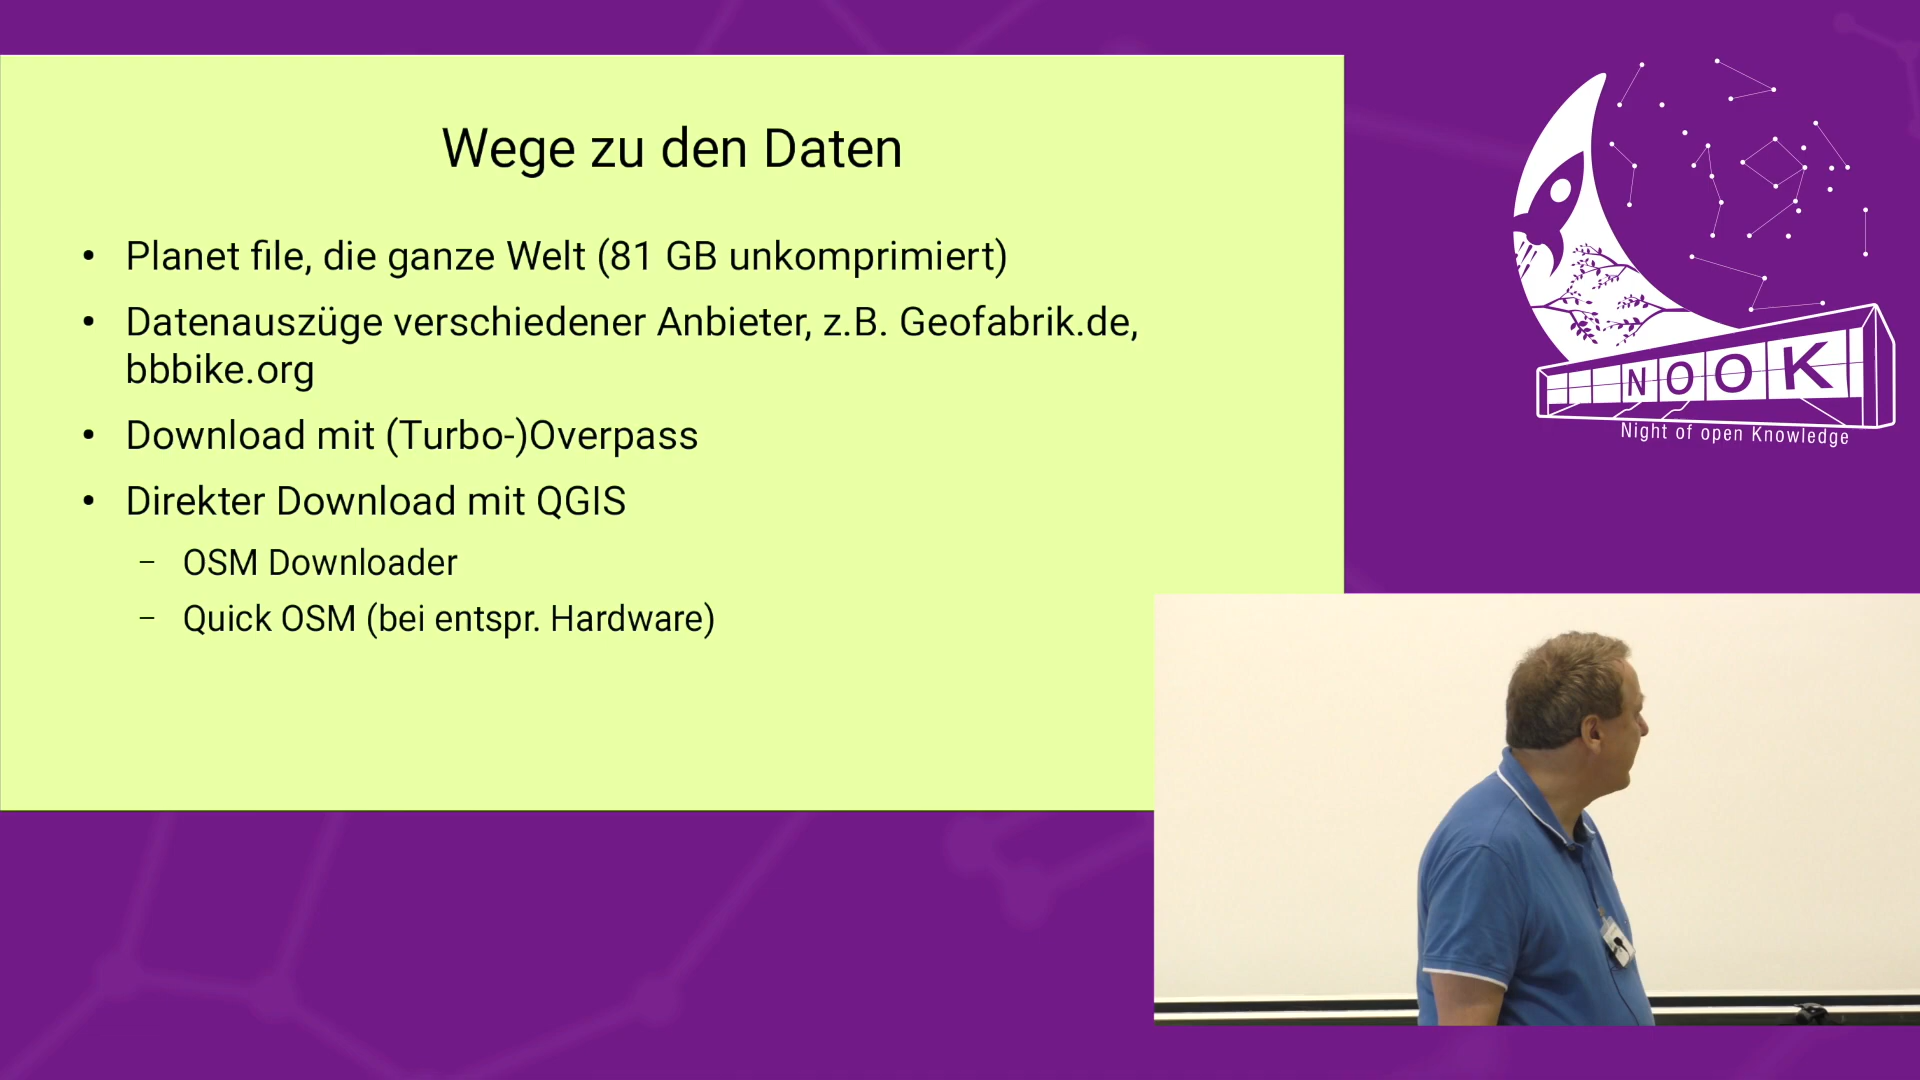 Wege zu den Daten
• Planet file, die ganze Welt (81 GB unkomprimiert)
• Datenauszüge verschiedener Anbieter, z.B. Geofabrik.de,
bbbike.org
• Download mit (Turbo-)Overpass
• Direkter Download mit QGIS
– OSM Downloader
– Quick OSM (bei entspr. Hardware)
NOOK
Night of open Knowledge